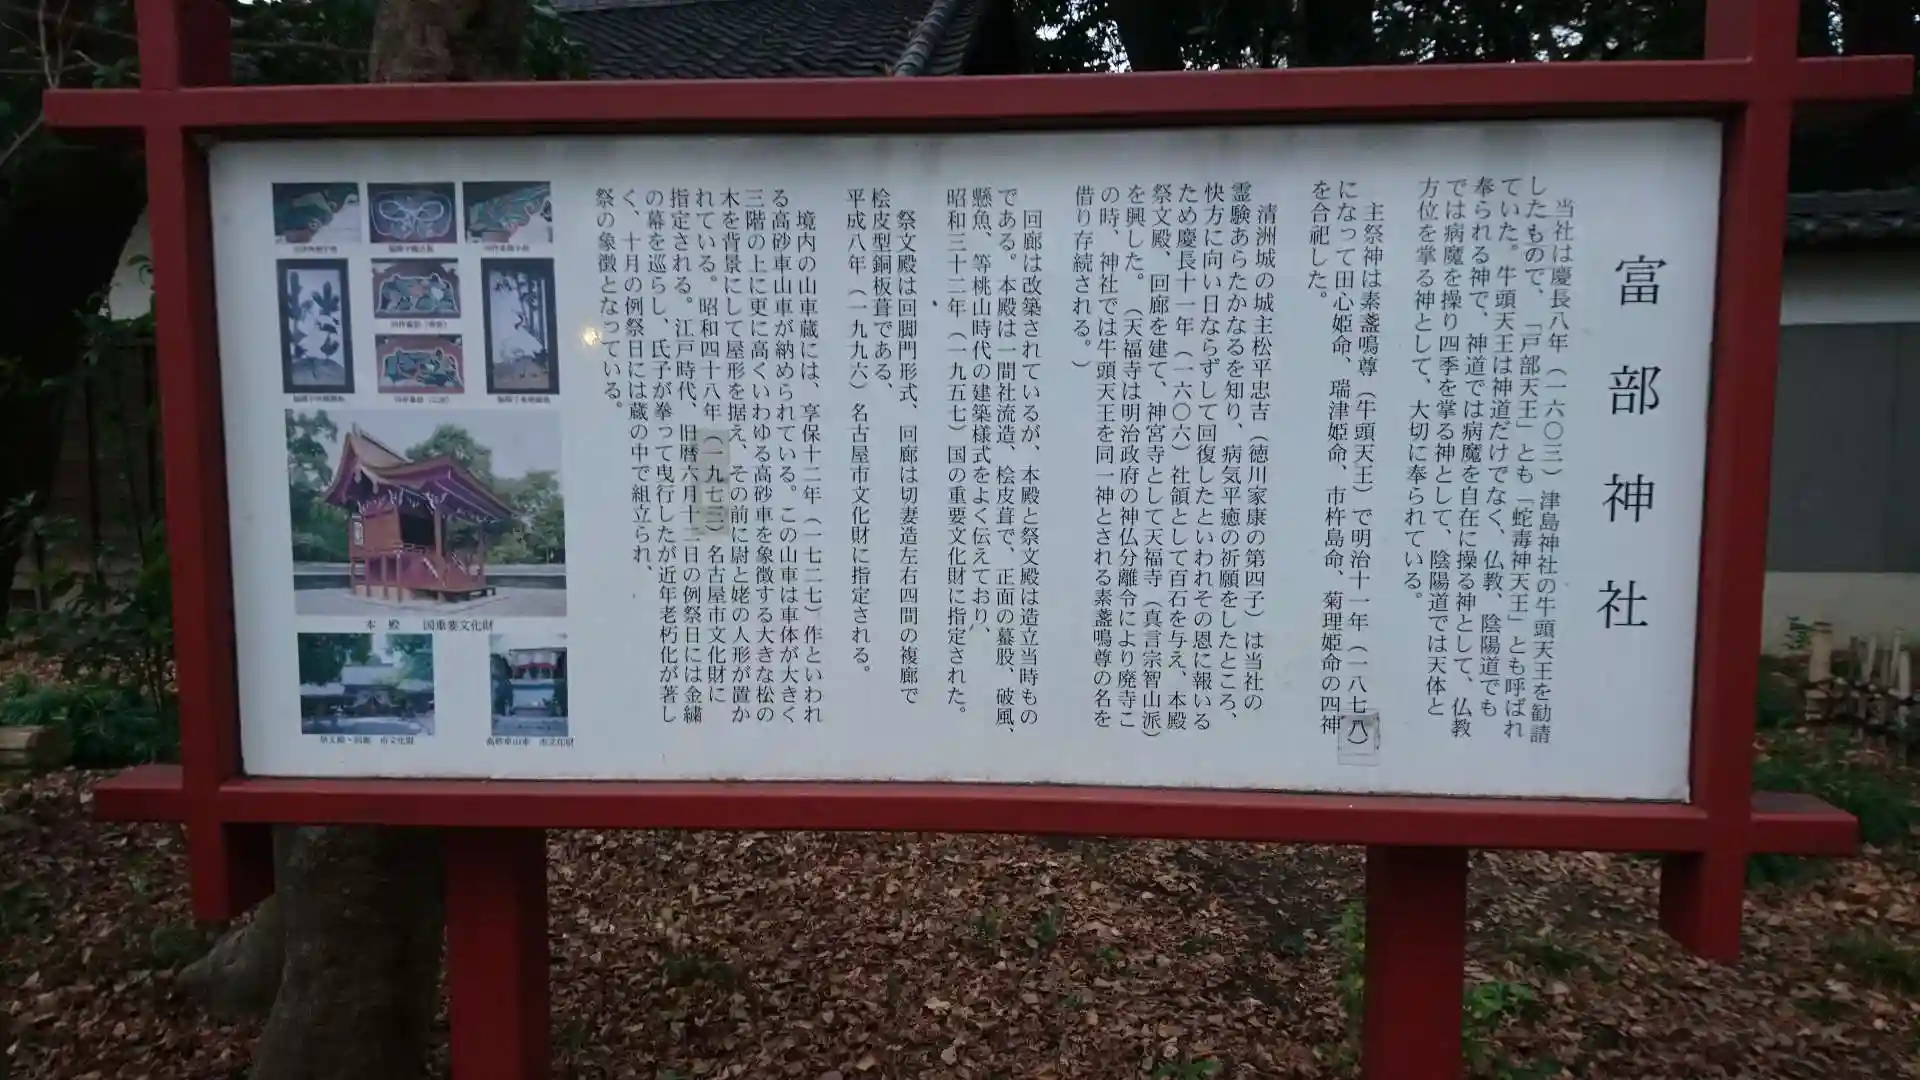 富部神社
当社は慶長八年（一六〇三）津島神社の牛頭天王を勧請
したもので、「戸部天王」とも「蛇毒神天王」とも呼ばれ
ていた。牛頭天王は神道だけでなく、仏教、陰陽道でも
奉られる神で、神道では病魔を自在に操る神として、仏教
では病魔を操り四季を掌る神として、陰陽道では天体と
方位を掌る神として、大切に奉られている。
主祭神は素盞鳴尊（牛頭天王）で明治十一年（一八七八）
になって田心姫命、瑞津姫命、市杵島命、菊理姫命の四神
を合祀した。
清洲城の城主松平忠吉（徳川家康の第四子）は当社の
霊験あらたかなるを知り、病気平癒の祈願をしたところ、
快方に向い日ならずして回復したといわれその恩に報いる
ため慶長十一年（一六〇六）社領として百石を与え、本殿
祭文殿、回廊を建て、神宮寺として天福寺（真言宗智山派）
を興した。（天福寺は明治政府の神仏分離令により廃寺こ
の時、神社では牛頭天王を同一神とされる素盞鳴尊の名を
借り存続される。）
回廊は改築されているが、本殿と祭文殿は造立当時もの
である。本殿は一間社流造、桧皮葺で、正面の蟇股、破風、
懸魚、等桃山時代の建築様式をよく伝えており、
昭和三十二年（一九五七）国の重要文化財に指定された。
祭文殿は回脚門形式、回廊は切妻造左右四間の複廊で
桧皮型銅板葺である、
平成八年（一九九六）名古屋市文化財に指定される。
境内の山車蔵には、享保十二年（一七二七）作といわれ
る高砂車山車が納められている。この山車は車体が大きく
三階の上に更に高くいわゆる高砂車を象徴する大きな松の
木を背景にして屋形を据え、その前に尉と姥の人形が置か
れている。昭和四十八年（一九七三）名古屋市文化財に
指定される。江戸時代、旧暦六月十二日の例祭日には金繍
の幕を巡らし、氏子が拳って曳行したが近年老朽化が著し
く、十月の例祭日には蔵の中で組立られ、
祭の象徴となっている。
本殿　国重要文化財
祭文殿・回廊　市文化財
高砂車山車　市文化財